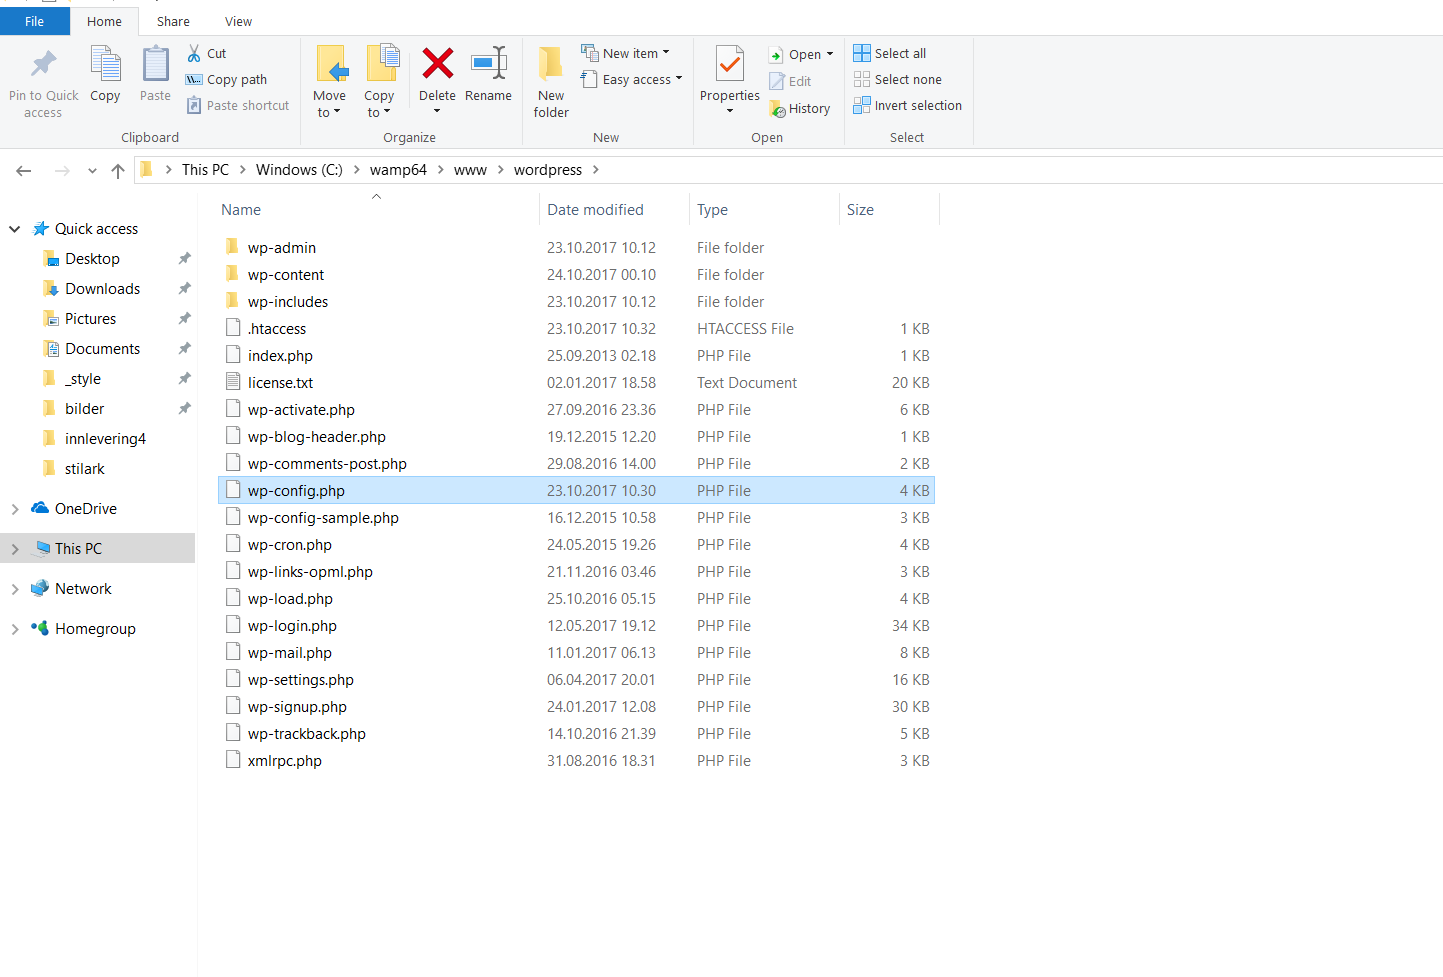 File Home Share View
Pin to Quick access
Copy
Paste
Cut
Copy path
Paste shortcut
Clipboard
Move to
Copy to
Delete
Rename
Organize
New folder
New item
Easy access
New
Properties
Open
Edit
History
Open
Select all
Select none
Invert selection
Select
This PC > Windows (C:) > wamp64 > www > wordpress >
Quick access
Desktop
Downloads
Pictures
Documents
_style
bilder
innlevering4
stilark
OneDrive
This PC
Network
Homegroup
Name Date modified Type Size
wp-admin 23.10.2017 10.12 File folder
wp-content 24.10.2017 00.10 File folder
wp-includes 23.10.2017 10.12 File folder
.htaccess 23.10.2017 10.32 HTACCESS File 1 KB
index.php 25.09.2013 02.18 PHP File 1 KB
license.txt 02.01.2017 18.58 Text Document 20 KB
wp-activate.php 27.09.2016 23.36 PHP File 6 KB
wp-blog-header.php 19.12.2015 12.20 PHP File 1 KB
wp-comments-post.php 29.08.2016 14.00 PHP File 2 KB
wp-config.php 23.10.2017 10.30 PHP File 4 KB
wp-config-sample.php 16.12.2015 10.58 PHP File 3 KB
wp-cron.php 24.05.2015 19.26 PHP File 4 KB
wp-links-opml.php 21.11.2016 03.46 PHP File 3 KB
wp-load.php 25.10.2016 05.15 PHP File 4 KB
wp-login.php 12.05.2017 19.12 PHP File 34 KB
wp-mail.php 11.01.2017 06.13 PHP File 8 KB
wp-settings.php 06.04.2017 20.01 PHP File 16 KB
wp-signup.php 24.01.2017 12.08 PHP File 30 KB
wp-trackback.php 14.10.2016 21.39 PHP File 5 KB
xmlrpc.php 31.08.2016 18.31 PHP File 3 KB